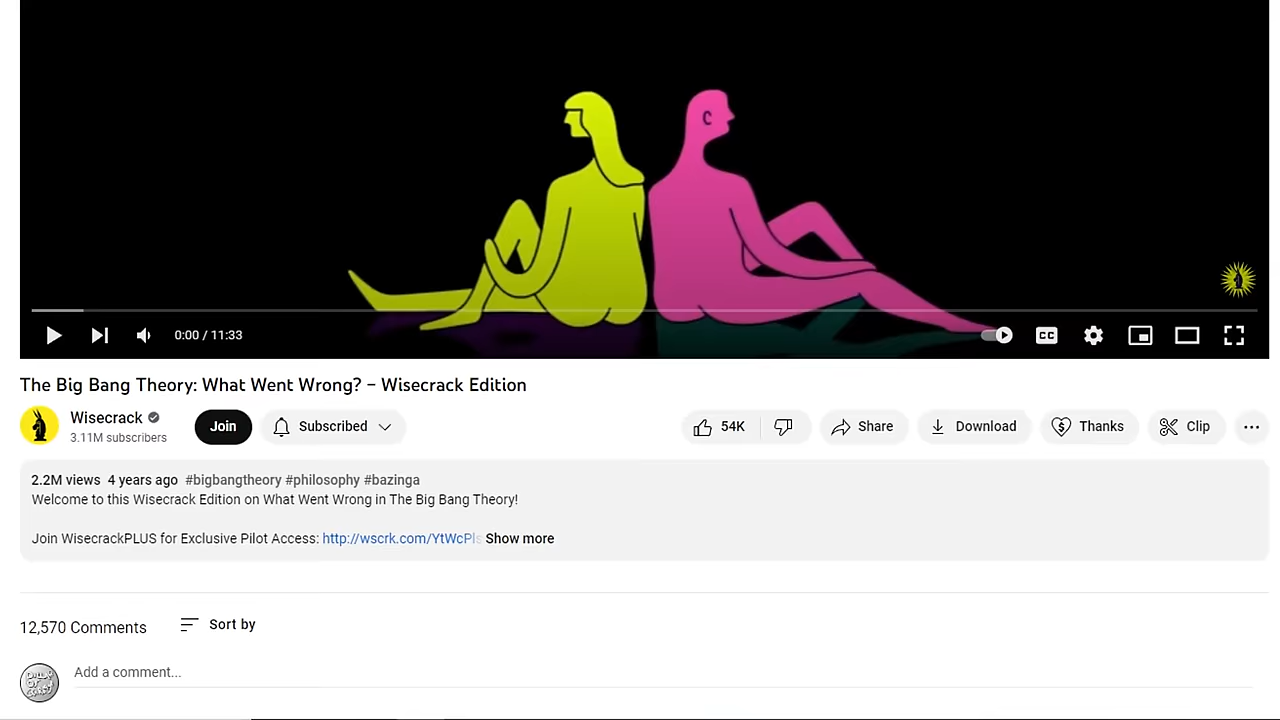 0:00 / 11:33
CC
The Big Bang Theory: What Went Wrong? – Wisecrack Edition
Wisecrack
3.11M subscribers
Join
Subscribed
54K
Share
Download
Thanks
Clip
2.2M views 4 years ago #bigbangtheory #philosophy #bazinga
Welcome to this Wisecrack Edition on What Went Wrong in The Big Bang Theory!
Join WisecrackPLUS for Exclusive Pilot Access: http://wscrk.com/YtWcPls Show more
12,570 Comments
Sort by
Add a comment...